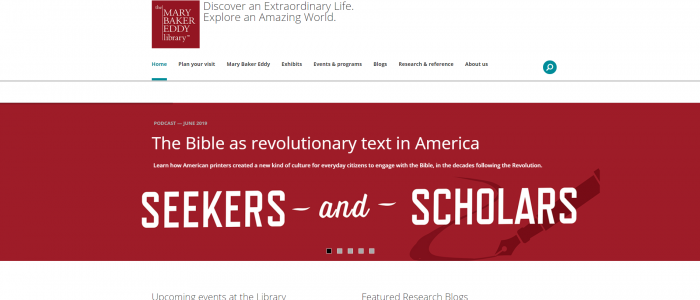 the
MARY
BAKER
EDDY
library™
Discover an Extraordinary Life.
Explore an Amazing World.
Home Plan your visit Mary Baker Eddy Exhibits Events & programs Blogs Research & reference About us
PODCAST — JUNE 2019
The Bible as revolutionary text in America
Learn how American printers created a new kind of culture for everyday citizens to engage with the Bible, in the decades following the Revolution.
SEEKERS – and – SCHOLARS
Upcoming events at the Library Featured Research Blogs